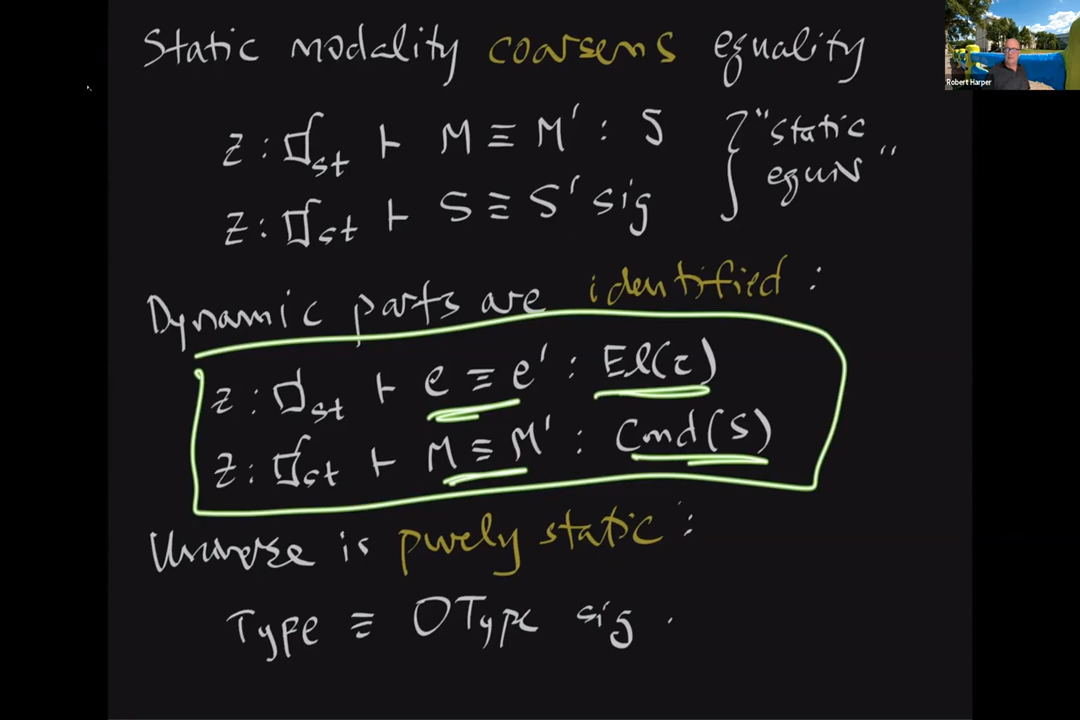 Static modality coarsens equality
z : ¶st ⊢ M ≡ M' : S } "static
z : ¶st ⊢ S ≡ S' sig equiv"
Dynamic parts are identified :
z : ¶st ⊢ e ≡ e' : El(τ)
z : ¶st ⊢ M ≡ M' : Cmd(S)
Universe is purely static :
Type ≡ OType sig .
Robert Harper